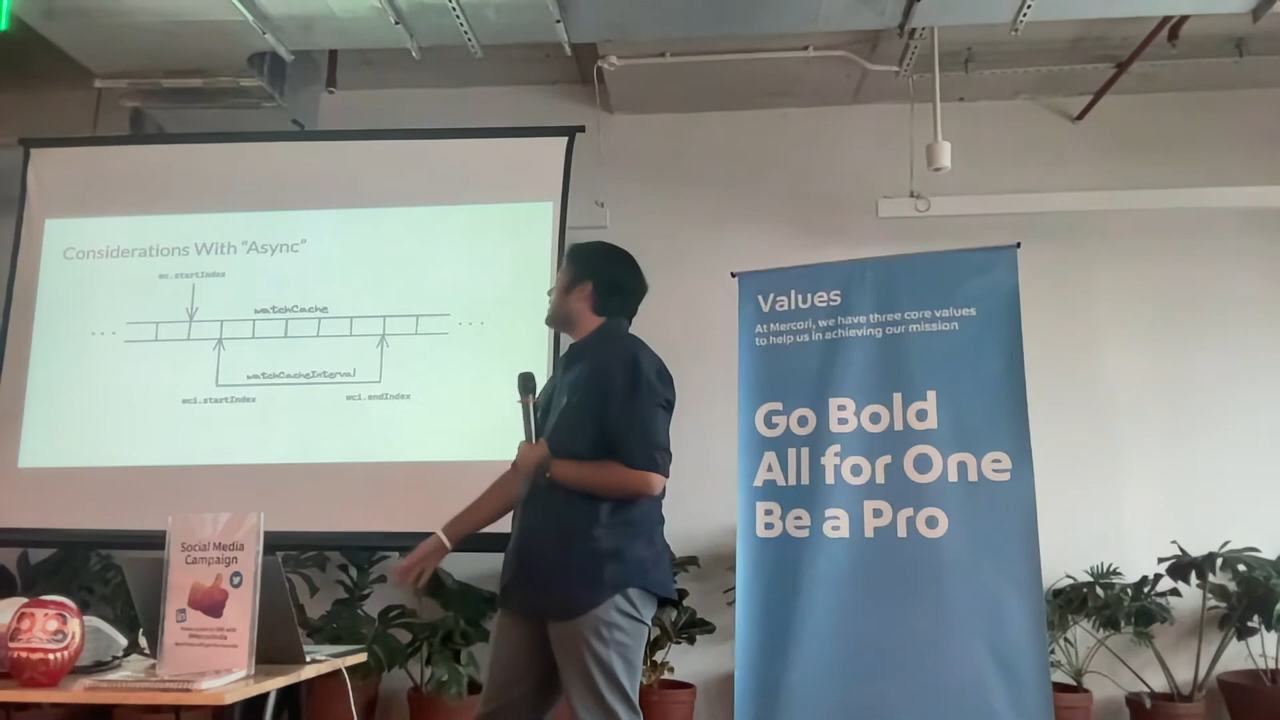 Considerations With "Async"
wc.startIndex
watchCache
... ...
watchCacheInterval
wci.startIndex wci.endIndex
Social Media
Campaign
Values
At Mercari, we have three core values
to help us in achieving our mission
Go Bold
All for One
Be a Pro